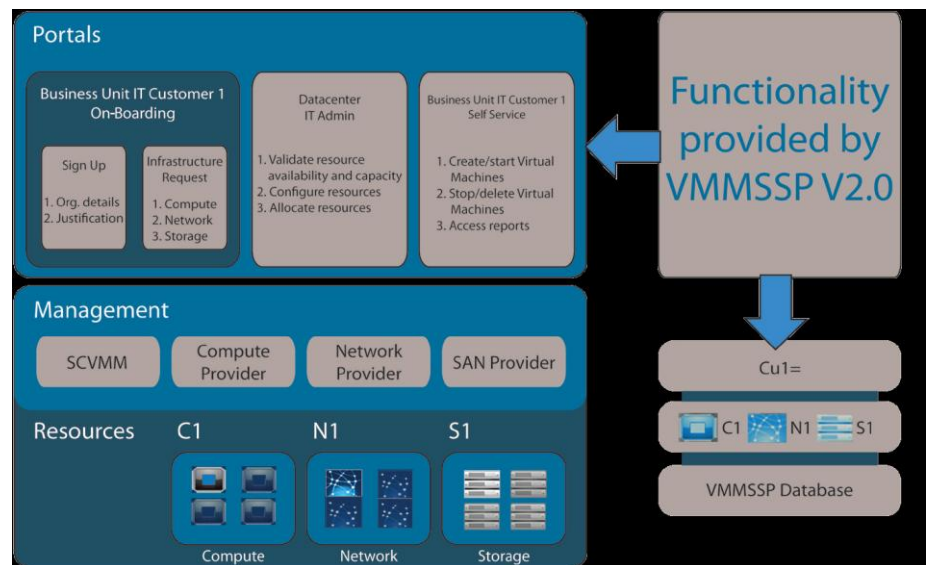 Portals
Business Unit IT Customer 1
On-Boarding
Sign Up
1. Org. details
2. Justification
Infrastructure
Request
1. Compute
2. Network
3. Storage
Datacenter
IT Admin
1. Validate resource
availability and capacity
2. Configure resources
3. Allocate resources
Business Unit IT Customer 1
Self Service
1. Create/start Virtual
Machines
2. Stop/delete Virtual
Machines
3. Access reports
Functionality
provided by
VMMSSP V2.0
Management
SCVMM
Compute
Provider
Network
Provider
SAN Provider
Resources
C1
N1
S1
Compute
Network
Storage
Cu1=
C1 N1 S1
VMMSSP Database